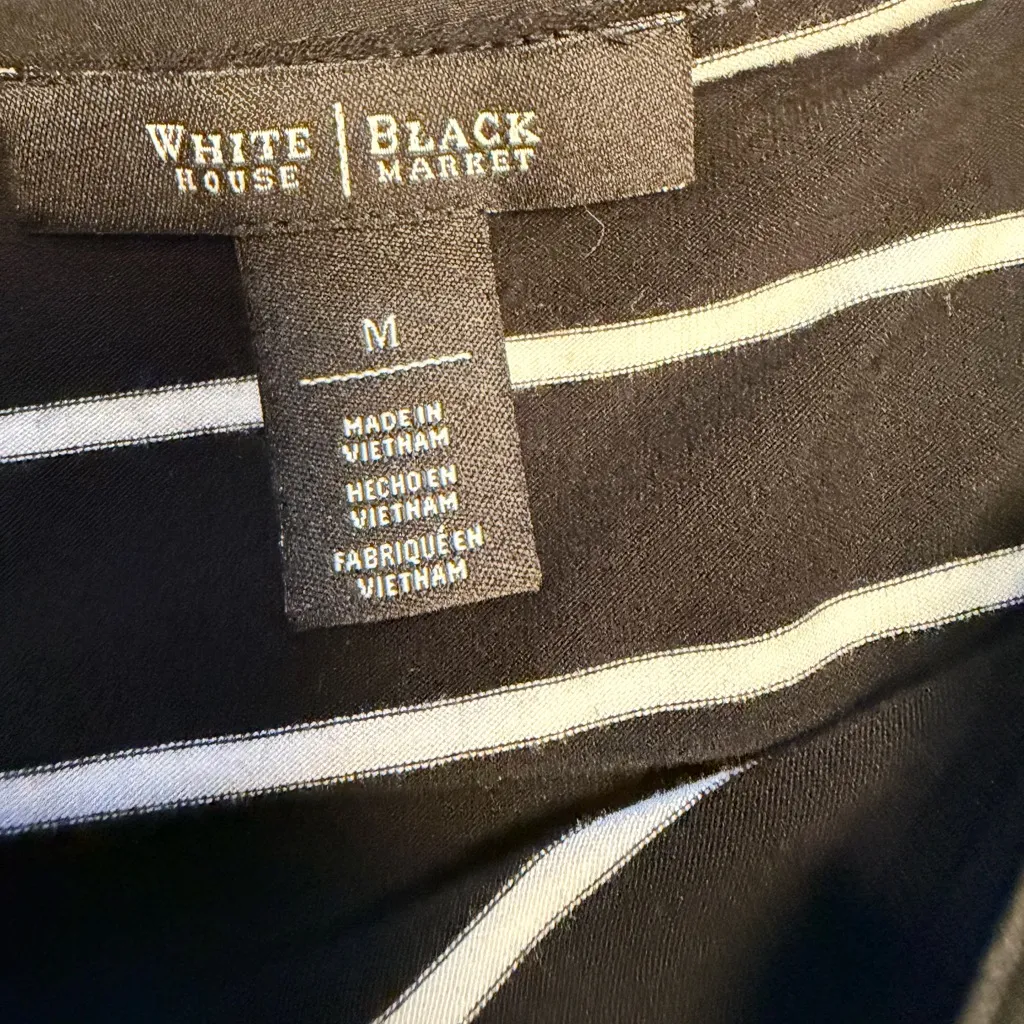 WHITE | BLACK
HOUSE | MARKET
M
MADE IN
VIETNAM
HECHO EN
VIETNAM
FABRIQUÉ EN
VIETNAM